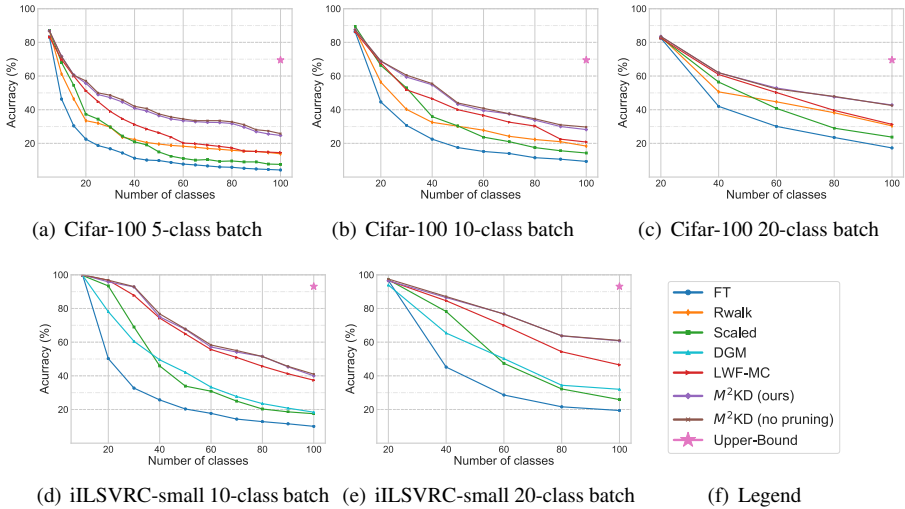 100
80
60
40
20
Acurracy (%)
20 40 60 80 100
Number of classes
(a) Cifar-100 5-class batch
100
80
60
40
20
Acurracy (%)
20 40 60 80 100
Number of classes
(b) Cifar-100 10-class batch
100
80
60
40
20
Acurracy (%)
20 40 60 80 100
Number of classes
(c) Cifar-100 20-class batch
100
80
60
40
20
Acurracy (%)
20 40 60 80 100
Number of classes
(d) iILSVRC-small 10-class batch
100
80
60
40
20
Acurracy (%)
20 40 60 80 100
Number of classes
(e) iILSVRC-small 20-class batch
FT
Rwalk
Scaled
DGM
LWF-MC
M²KD (ours)
M²KD (no pruning)
Upper-Bound
(f) Legend